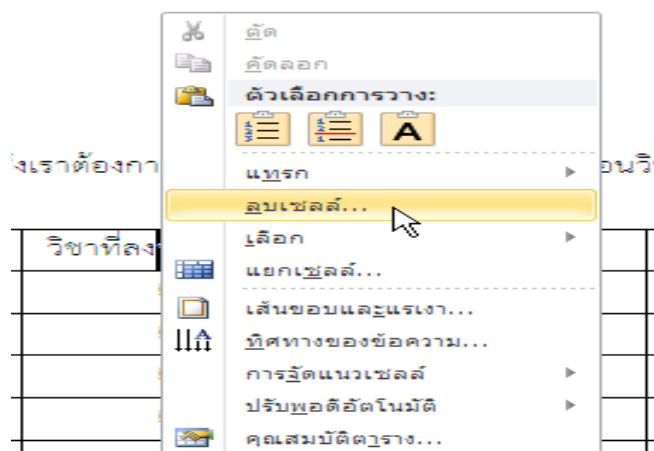 ตัด
คัดลอก
ตัวเลือกการวาง:
A
แทรก
ลบเซลล์...
เลือก
แยกเซลล์...
เส้นขอบและแรเงา...
ทิศทางของข้อความ...
การจัดแนวเซลล์
ปรับพอดีอัตโนมัติ
คุณสมบัติตาราง...
เราต้องกา
วิชาที่ลง